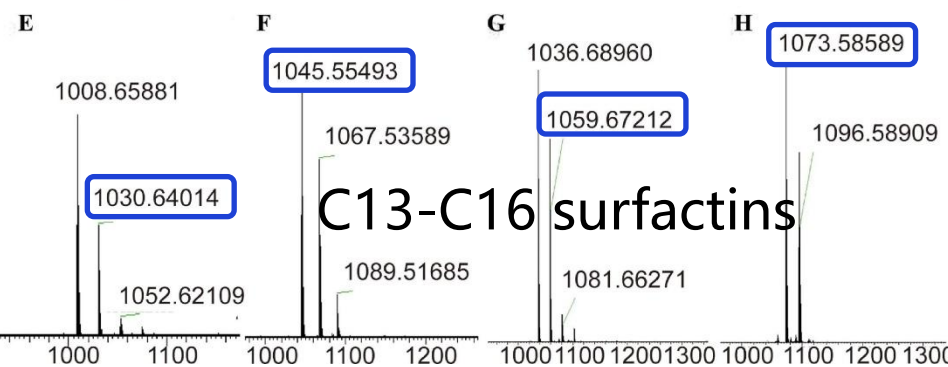 E
1008.65881
1030.64014
1052.62109
1000 1100
F
1045.55493
1067.53589
1089.51685
1000 1100 1200
G
1036.68960
1059.67212
1081.66271
1000 1100 1200 1300
H
1073.58589
1096.58909
1000 1100 1200 1300
C13-C16 surfactins